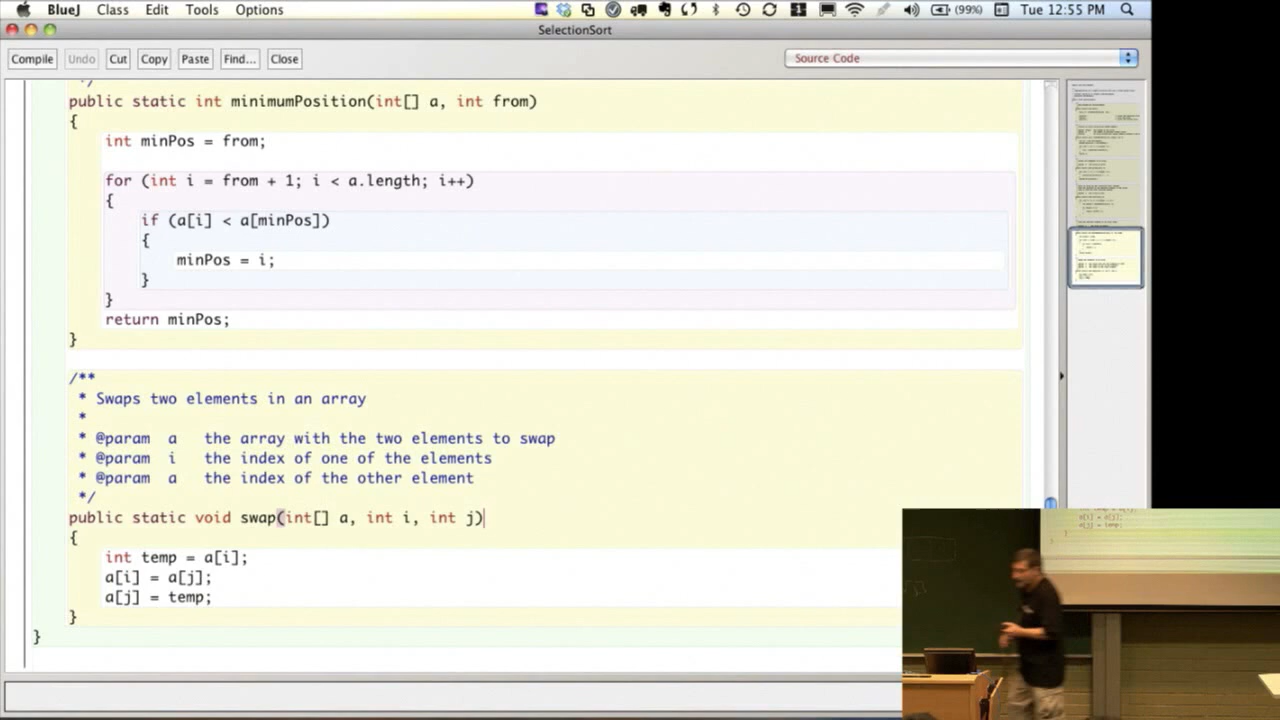 BlueJ Class Edit Tools Options (99%) Tue 12:55 PM
SelectionSort
Compile Undo Cut Copy Paste Find... Close Source Code
*/
public static int minimumPosition(int[] a, int from)
{
int minPos = from;
for (int i = from + 1; i < a.length; i++)
{
if (a[i] < a[minPos])
{
minPos = i;
}
}
return minPos;
}
/**
* Swaps two elements in an array
*
* @param a the array with the two elements to swap
* @param i the index of one of the elements
* @param a the index of the other element
*/
public static void swap(int[] a, int i, int j)
{
int temp = a[i];
a[i] = a[j];
a[j] = temp;
}
}
a[i] = a[j];
a[j] = temp;
}